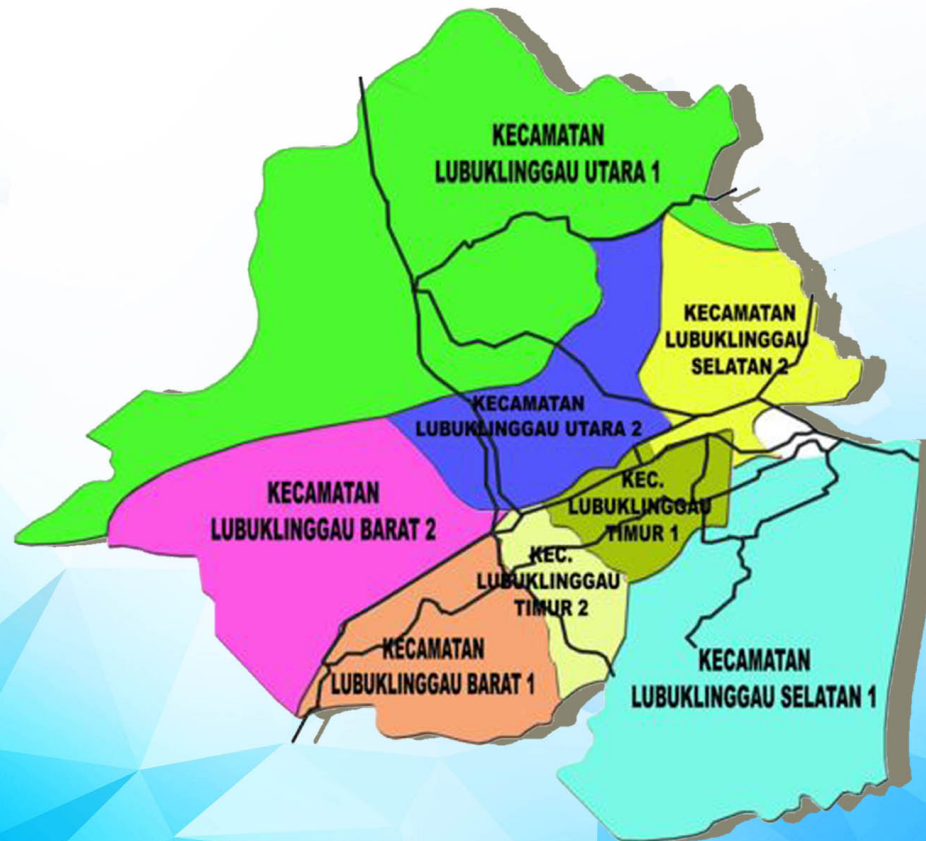 KECAMATAN
LUBUKLINGGAU UTARA 1
KECAMATAN
LUBUKLINGGAU
SELATAN 2
KECAMATAN
LUBUKLINGGAU UTARA 2
KECAMATAN
LUBUKLINGGAU BARAT 2
KEC.
LUBUKLINGGAU
TIMUR 1
KEC.
LUBUKLINGGAU
TIMUR 2
KECAMATAN
LUBUKLINGGAU BARAT 1
KECAMATAN
LUBUKLINGGAU SELATAN 1